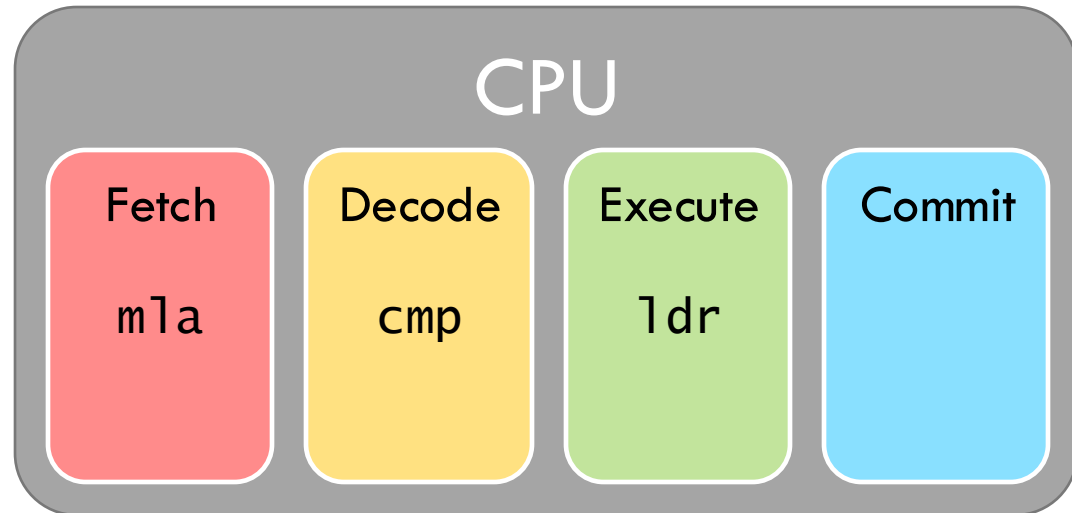 CPU
Fetch
Decode
Execute
Commit
mla
cmp
ldr